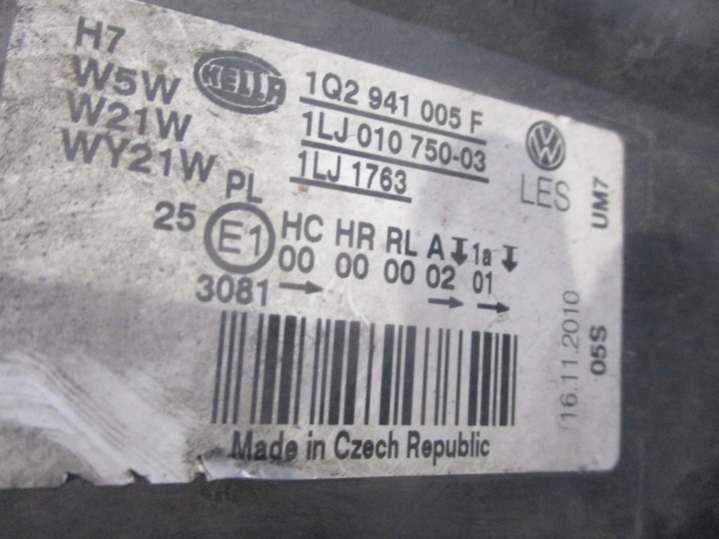 H7
W5W
W21W
WY21W
HELLA
1Q2 941 005 F
1LJ 010 750-03
1LJ 1763
LES
PL
25 E1
3081
HC HR RL A 1a
00 00 00 02 01
Made in Czech Republic
16.11.2010
05S
UM7